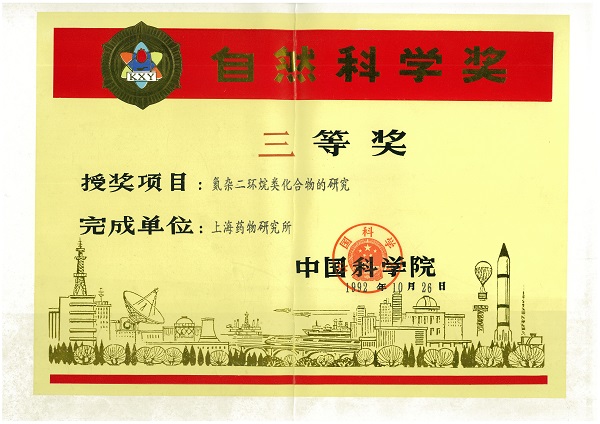 KXY
自然科学奖
三等奖
授奖项目：氮杂二环烷类化合物的研究
完成单位：上海药物研究所
中国科学院
1992年10月26日